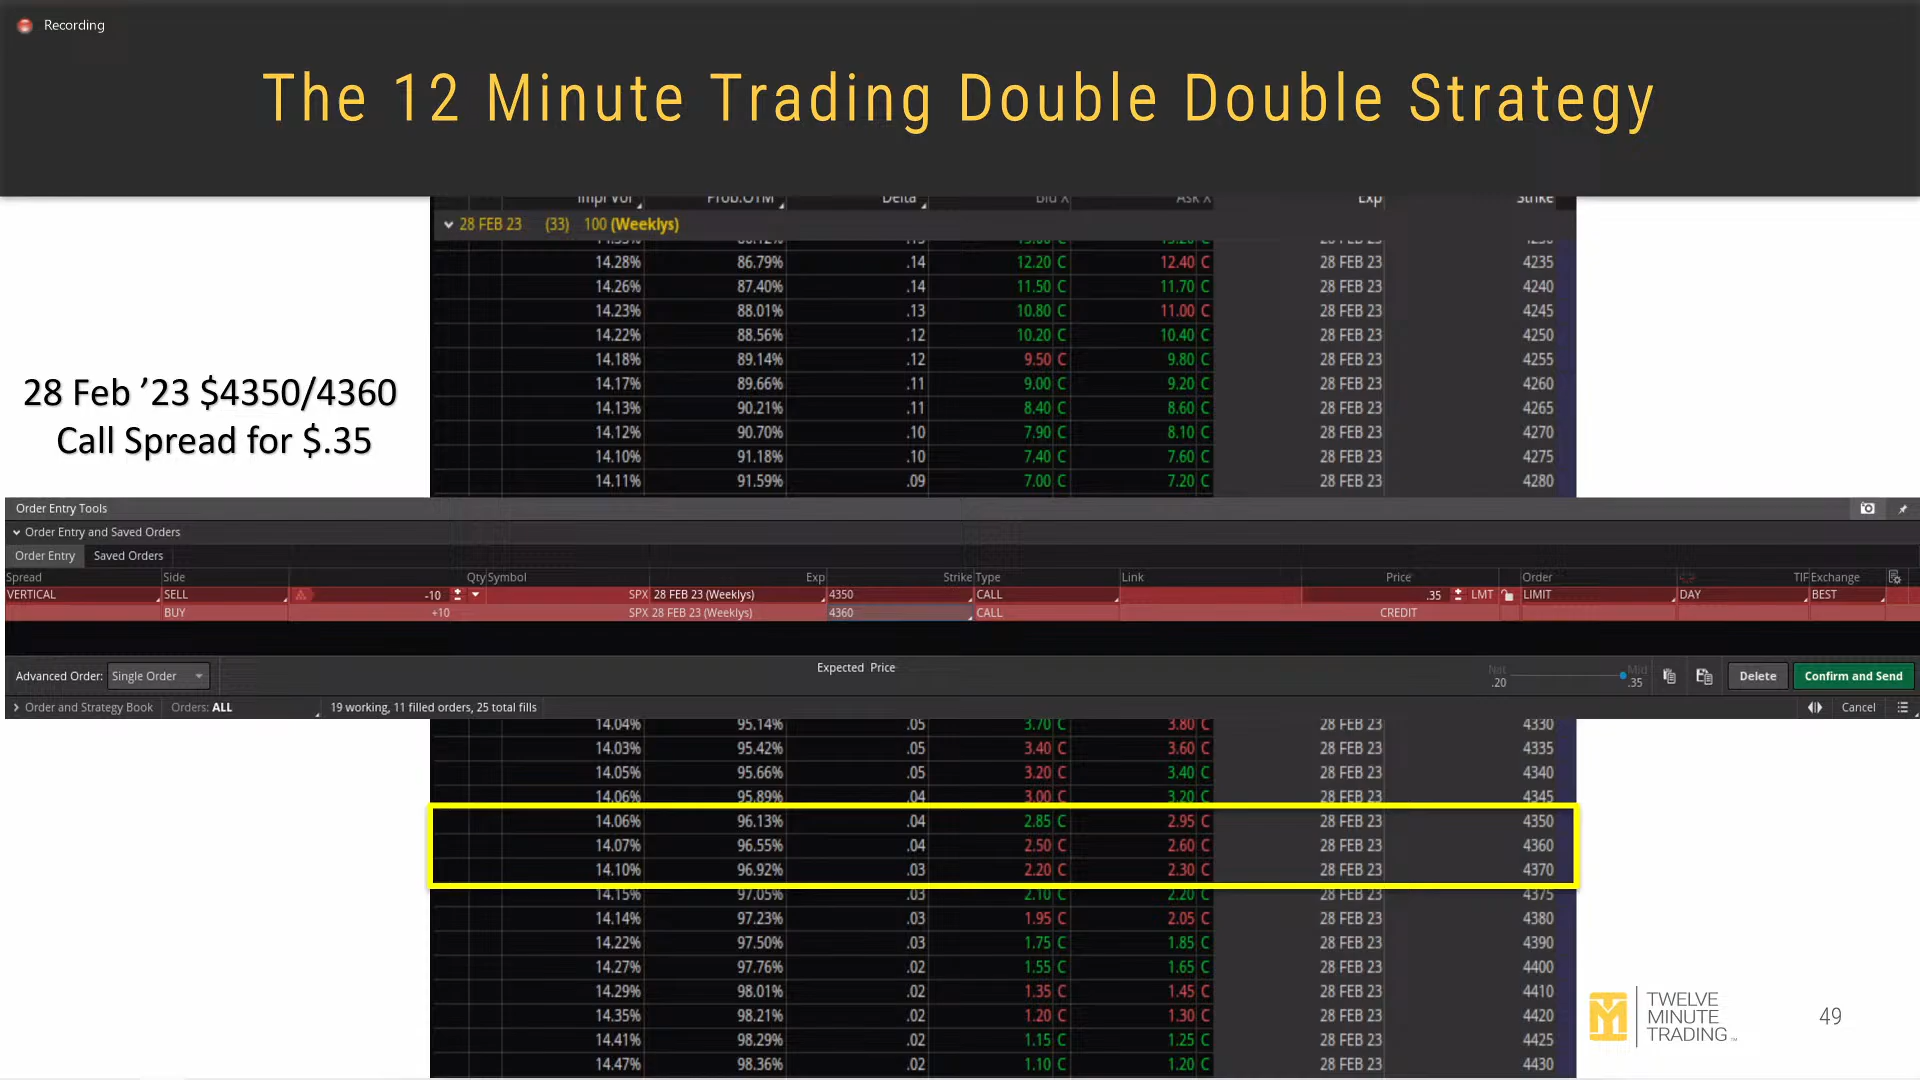 Recording
The 12 Minute Trading Double Double Strategy
Impl Vol Prob.OTM Delta Bid X Ask X Exp Strike
28 FEB 23 (33) 100 (Weeklys)
14.28% 86.79% .14 12.20 C 12.40 C 28 FEB 23 4235
14.26% 87.40% .14 11.50 C 11.70 C 28 FEB 23 4240
14.23% 88.01% .13 10.80 C 11.00 C 28 FEB 23 4245
14.22% 88.56% .12 10.20 C 10.40 C 28 FEB 23 4250
14.18% 89.14% .12 9.50 C 9.80 C 28 FEB 23 4255
14.17% 89.66% .11 9.00 C 9.20 C 28 FEB 23 4260
14.13% 90.21% .11 8.40 C 8.60 C 28 FEB 23 4265
14.12% 90.70% .10 7.90 C 8.10 C 28 FEB 23 4270
14.10% 91.18% .10 7.40 C 7.60 C 28 FEB 23 4275
14.11% 91.59% .09 7.00 C 7.20 C 28 FEB 23 4280
28 Feb ’23 $4350/4360
Call Spread for $.35
Order Entry Tools
Order Entry and Saved Orders
Order Entry Saved Orders
Spread Side Qty Symbol Exp Strike Type Link Price Order TIF Exchange
VERTICAL SELL -10 SPX 28 FEB 23 (Weeklys) 4350 CALL .35 LMT LIMIT DAY BEST
BUY +10 SPX 28 FEB 23 (Weeklys) 4360 CALL CREDIT
Advanced Order: Single Order Expected Price Nat .20 Mid .35 Delete Confirm and Send
Order and Strategy Book Orders: ALL 19 working, 11 filled orders, 25 total fills Cancel
14.04% 95.14% .05 3.70 C 3.80 C 28 FEB 23 4330
14.03% 95.42% .05 3.40 C 3.60 C 28 FEB 23 4335
14.05% 95.66% .05 3.20 C 3.40 C 28 FEB 23 4340
14.06% 95.89% .04 3.00 C 3.20 C 28 FEB 23 4345
14.06% 96.13% .04 2.85 C 2.95 C 28 FEB 23 4350
14.07% 96.55% .04 2.50 C 2.60 C 28 FEB 23 4360
14.10% 96.92% .03 2.20 C 2.30 C 28 FEB 23 4370
14.15% 97.05% .03 2.10 C 2.20 C 28 FEB 23 4375
14.14% 97.23% .03 1.95 C 2.05 C 28 FEB 23 4380
14.22% 97.50% .03 1.75 C 1.85 C 28 FEB 23 4390
14.27% 97.76% .02 1.55 C 1.65 C 28 FEB 23 4400
14.29% 98.01% .02 1.35 C 1.45 C 28 FEB 23 4410
14.35% 98.21% .02 1.20 C 1.30 C 28 FEB 23 4420
14.41% 98.29% .02 1.15 C 1.25 C 28 FEB 23 4425
14.47% 98.36% .02 1.10 C 1.20 C 28 FEB 23 4430
TWELVE
MINUTE
TRADING
49